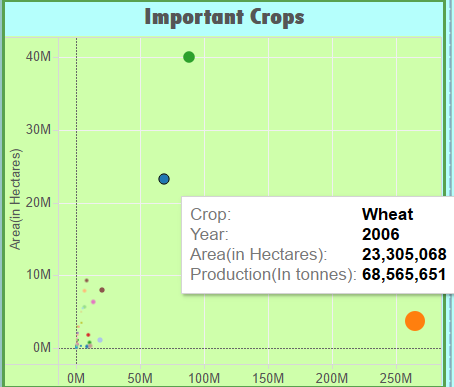 Important Crops
Area(in Hectares)
40M
30M
20M
10M
0M
Crop: Wheat
Year: 2006
Area(in Hectares): 23,305,068
Production(In tonnes): 68,565,651
0M 50M 100M 150M 200M 250M